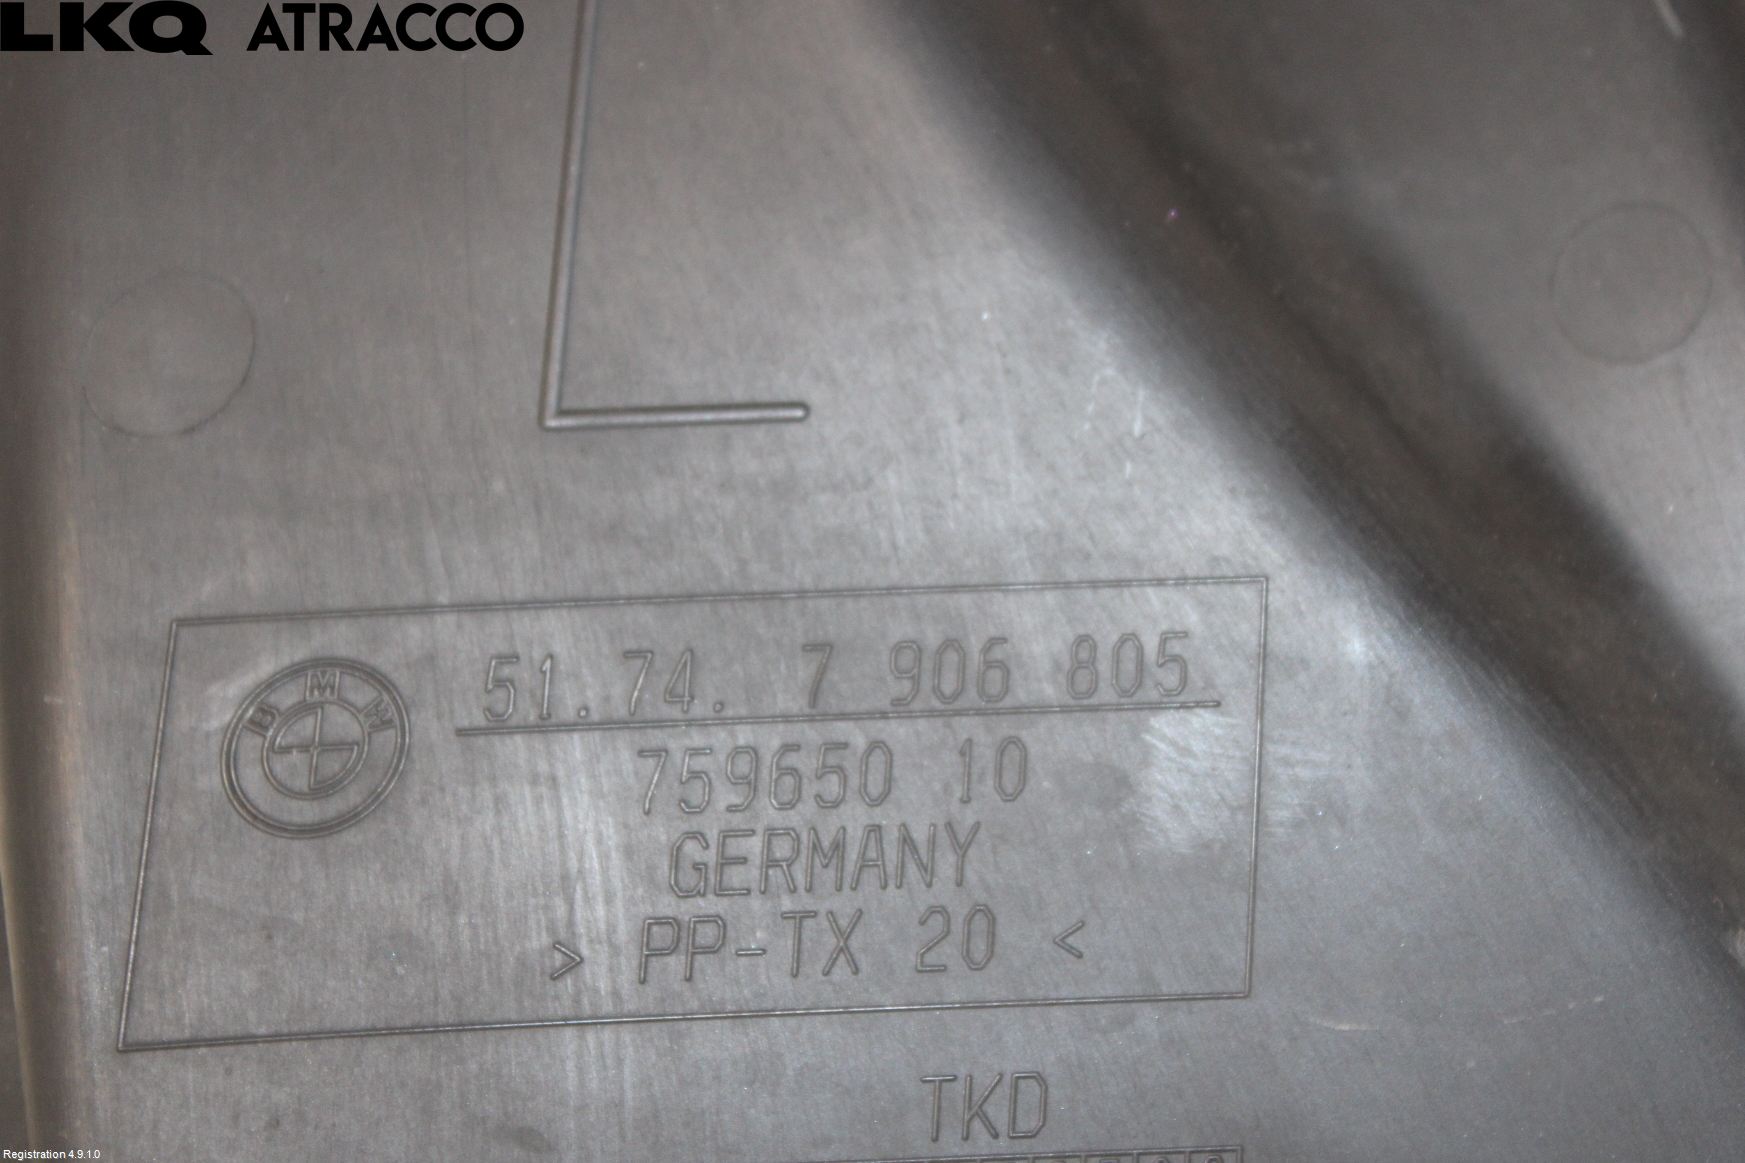 LKQ ATRACCO
BMW
51.74. 7 906 805
759650 10
GERMANY
> PP-TX 20 <
TKD
Registration 4.9.1.0